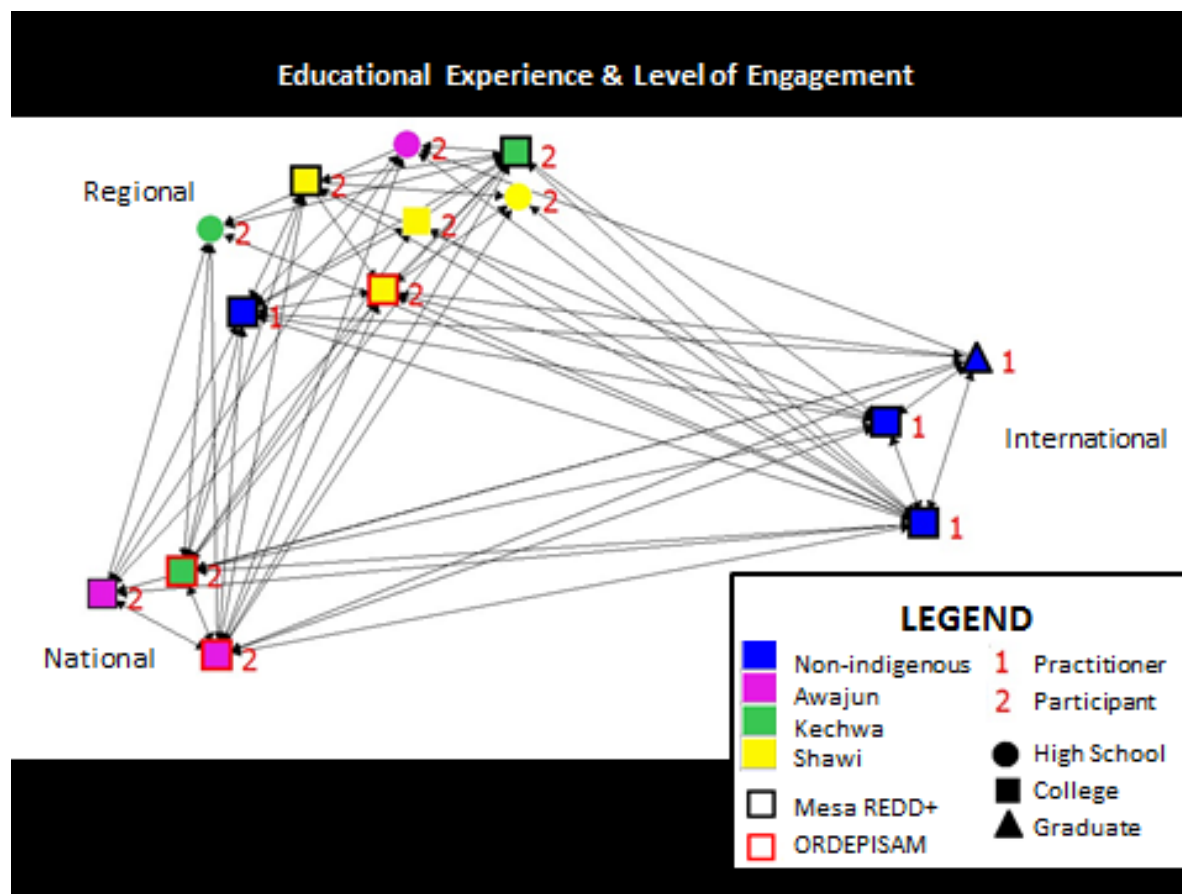 Educational Experience & Level of Engagement
2
2
Regional
2
2
2
2
2
1
1
1
International
1
2
2
National
2
LEGEND
Non-indigenous
1 Practitioner
Awajun
2 Participant
Kechwa
Shawi
High School
Mesa REDD+
College
ORDEPISAM
Graduate